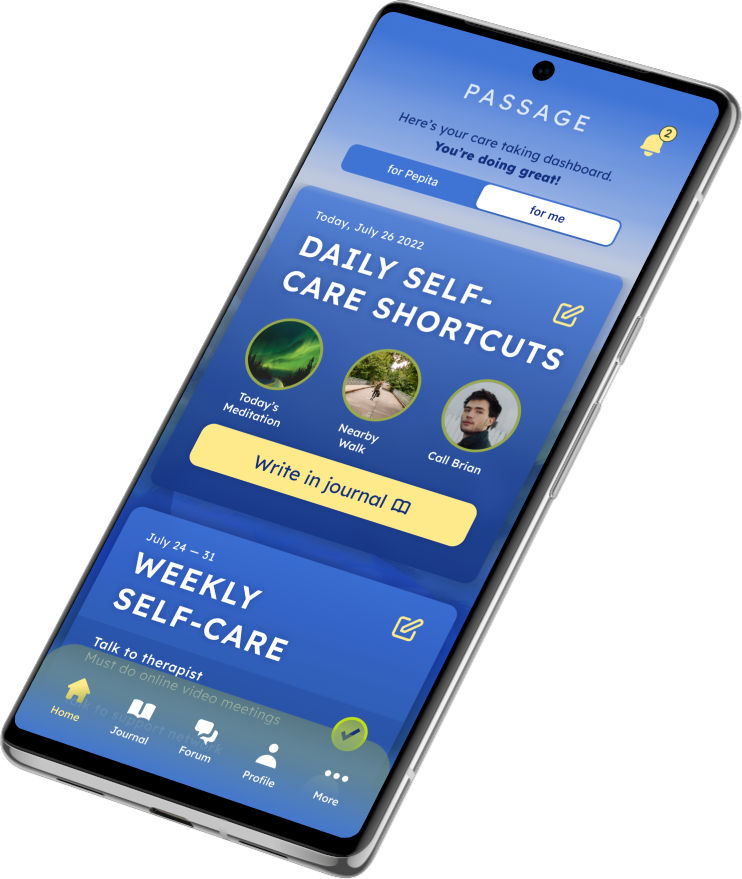 PASSAGE
2
Here's your care taking dashboard.
You're doing great!
for Pepita
for me
Today, July 26 2022
DAILY SELF-
CARE SHORTCUTS
Today's
Meditation
Nearby
Walk
Call Brian
Write in journal
July 24 — 31
WEEKLY
SELF-CARE
Talk to therapist
Must do online video meetings
to support network
Home
Journal
Forum
Profile
More